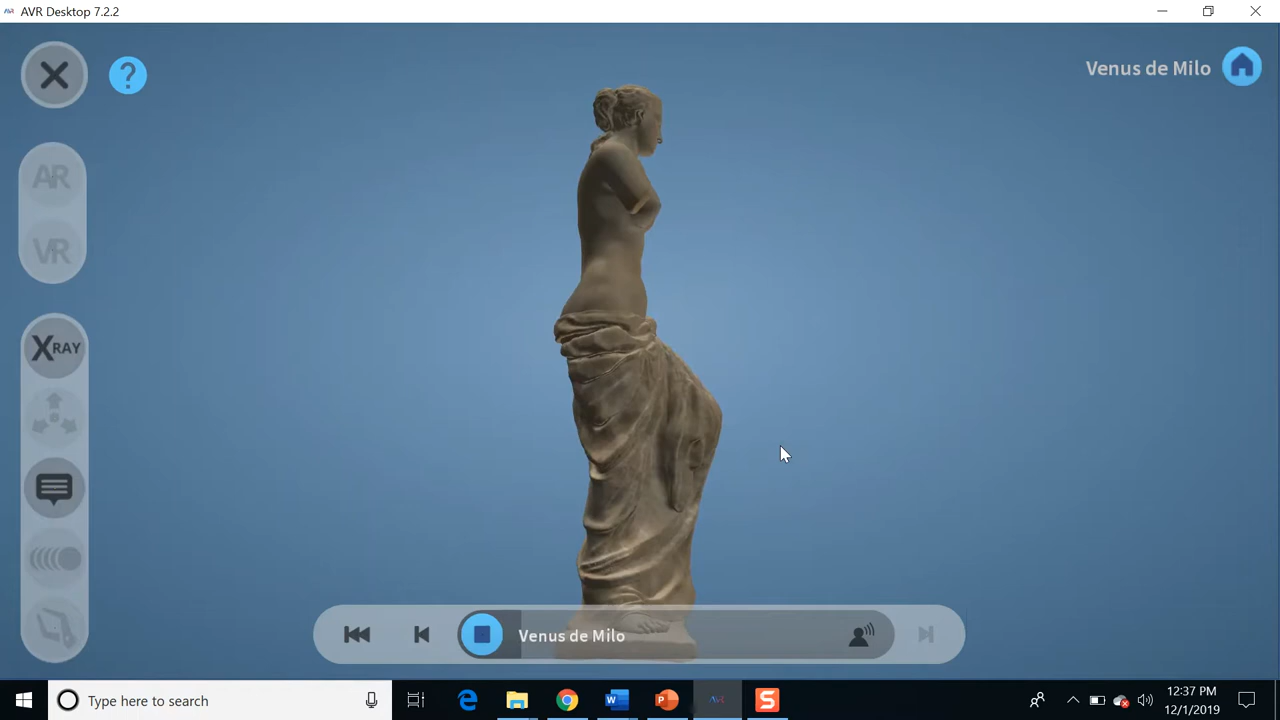 AVR Desktop 7.2.2
?
Venus de Milo
AR
VR
XRAY
Venus de Milo
Type here to search
12:37 PM
12/1/2019